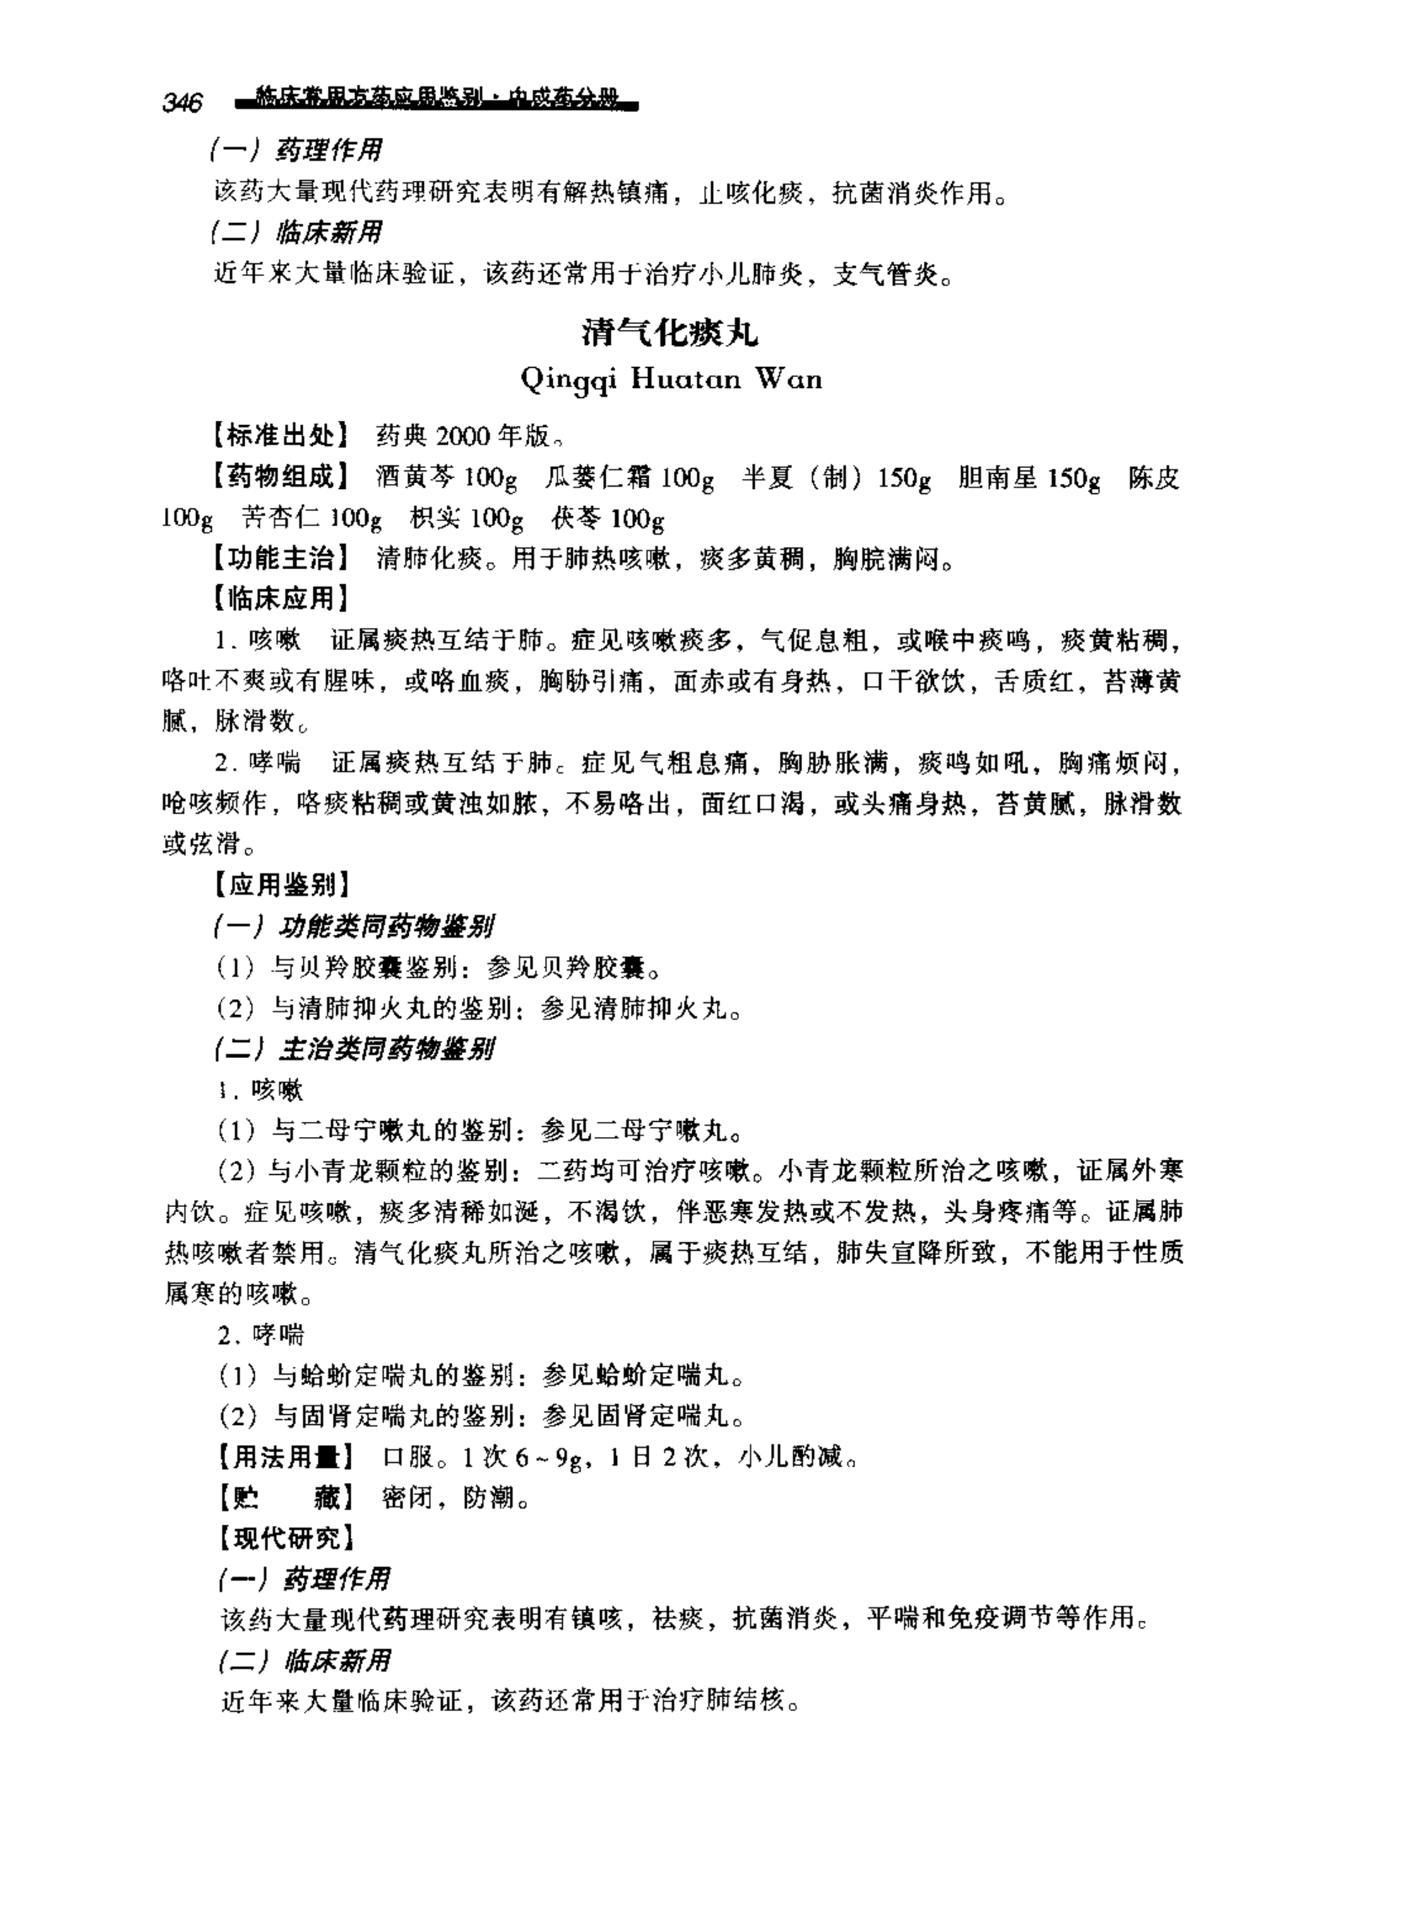 346 临床常用方药应用鉴别·中成药分册
(一) 药理作用
该药大量现代药理研究表明有解热镇痛，止咳化痰，抗菌消炎作用。
(二) 临床新用
近年来大量临床验证，该药还常用于治疗小儿肺炎，支气管炎。
清气化痰丸
Qingqi Huatan Wan
【标准出处】 药典 2000 年版。
【药物组成】 酒黄芩 100g 瓜蒌仁霜 100g 半夏（制）150g 胆南星 150g 陈皮
100g 苦杏仁 100g 枳实 100g 茯苓 100g
【功能主治】 清肺化痰。用于肺热咳嗽，痰多黄稠，胸脘满闷。
【临床应用】
1. 咳嗽 证属痰热互结于肺。症见咳嗽痰多，气促息粗，或喉中痰鸣，痰黄粘稠，
咯吐不爽或有腥味，或咯血痰，胸胁引痛，面赤或有身热，口干欲饮，舌质红，苔薄黄
腻，脉滑数。
2. 哮喘 证属痰热互结于肺。症见气粗息痛，胸胁胀满，痰鸣如吼，胸痛烦闷，
呛咳频作，咯痰粘稠或黄浊如脓，不易咯出，面红口渴，或头痛身热，苔黄腻，脉滑数
或弦滑。
【应用鉴别】
(一) 功能类同药物鉴别
(1) 与贝羚胶囊鉴别：参见贝羚胶囊。
(2) 与清肺抑火丸的鉴别：参见清肺抑火丸。
(二) 主治类同药物鉴别
1. 咳嗽
(1) 与二母宁嗽丸的鉴别：参见二母宁嗽丸。
(2) 与小青龙颗粒的鉴别：二药均可治疗咳嗽。小青龙颗粒所治之咳嗽，证属外寒
内饮。症见咳嗽，痰多清稀如涎，不渴饮，伴恶寒发热或不发热，头身疼痛等。证属肺
热咳嗽者禁用。清气化痰丸所治之咳嗽，属于痰热互结，肺失宣降所致，不能用于性质
属寒的咳嗽。
2. 哮喘
(1) 与蛤蚧定喘丸的鉴别：参见蛤蚧定喘丸。
(2) 与固肾定喘丸的鉴别：参见固肾定喘丸。
【用法用量】 口服。1 次 6~9g，1 日 2 次，小儿酌减。
【贮 藏】 密闭，防潮。
【现代研究】
(一) 药理作用
该药大量现代药理研究表明有镇咳，祛痰，抗菌消炎，平喘和免疫调节等作用。
(二) 临床新用
近年来大量临床验证，该药还常用于治疗肺结核。